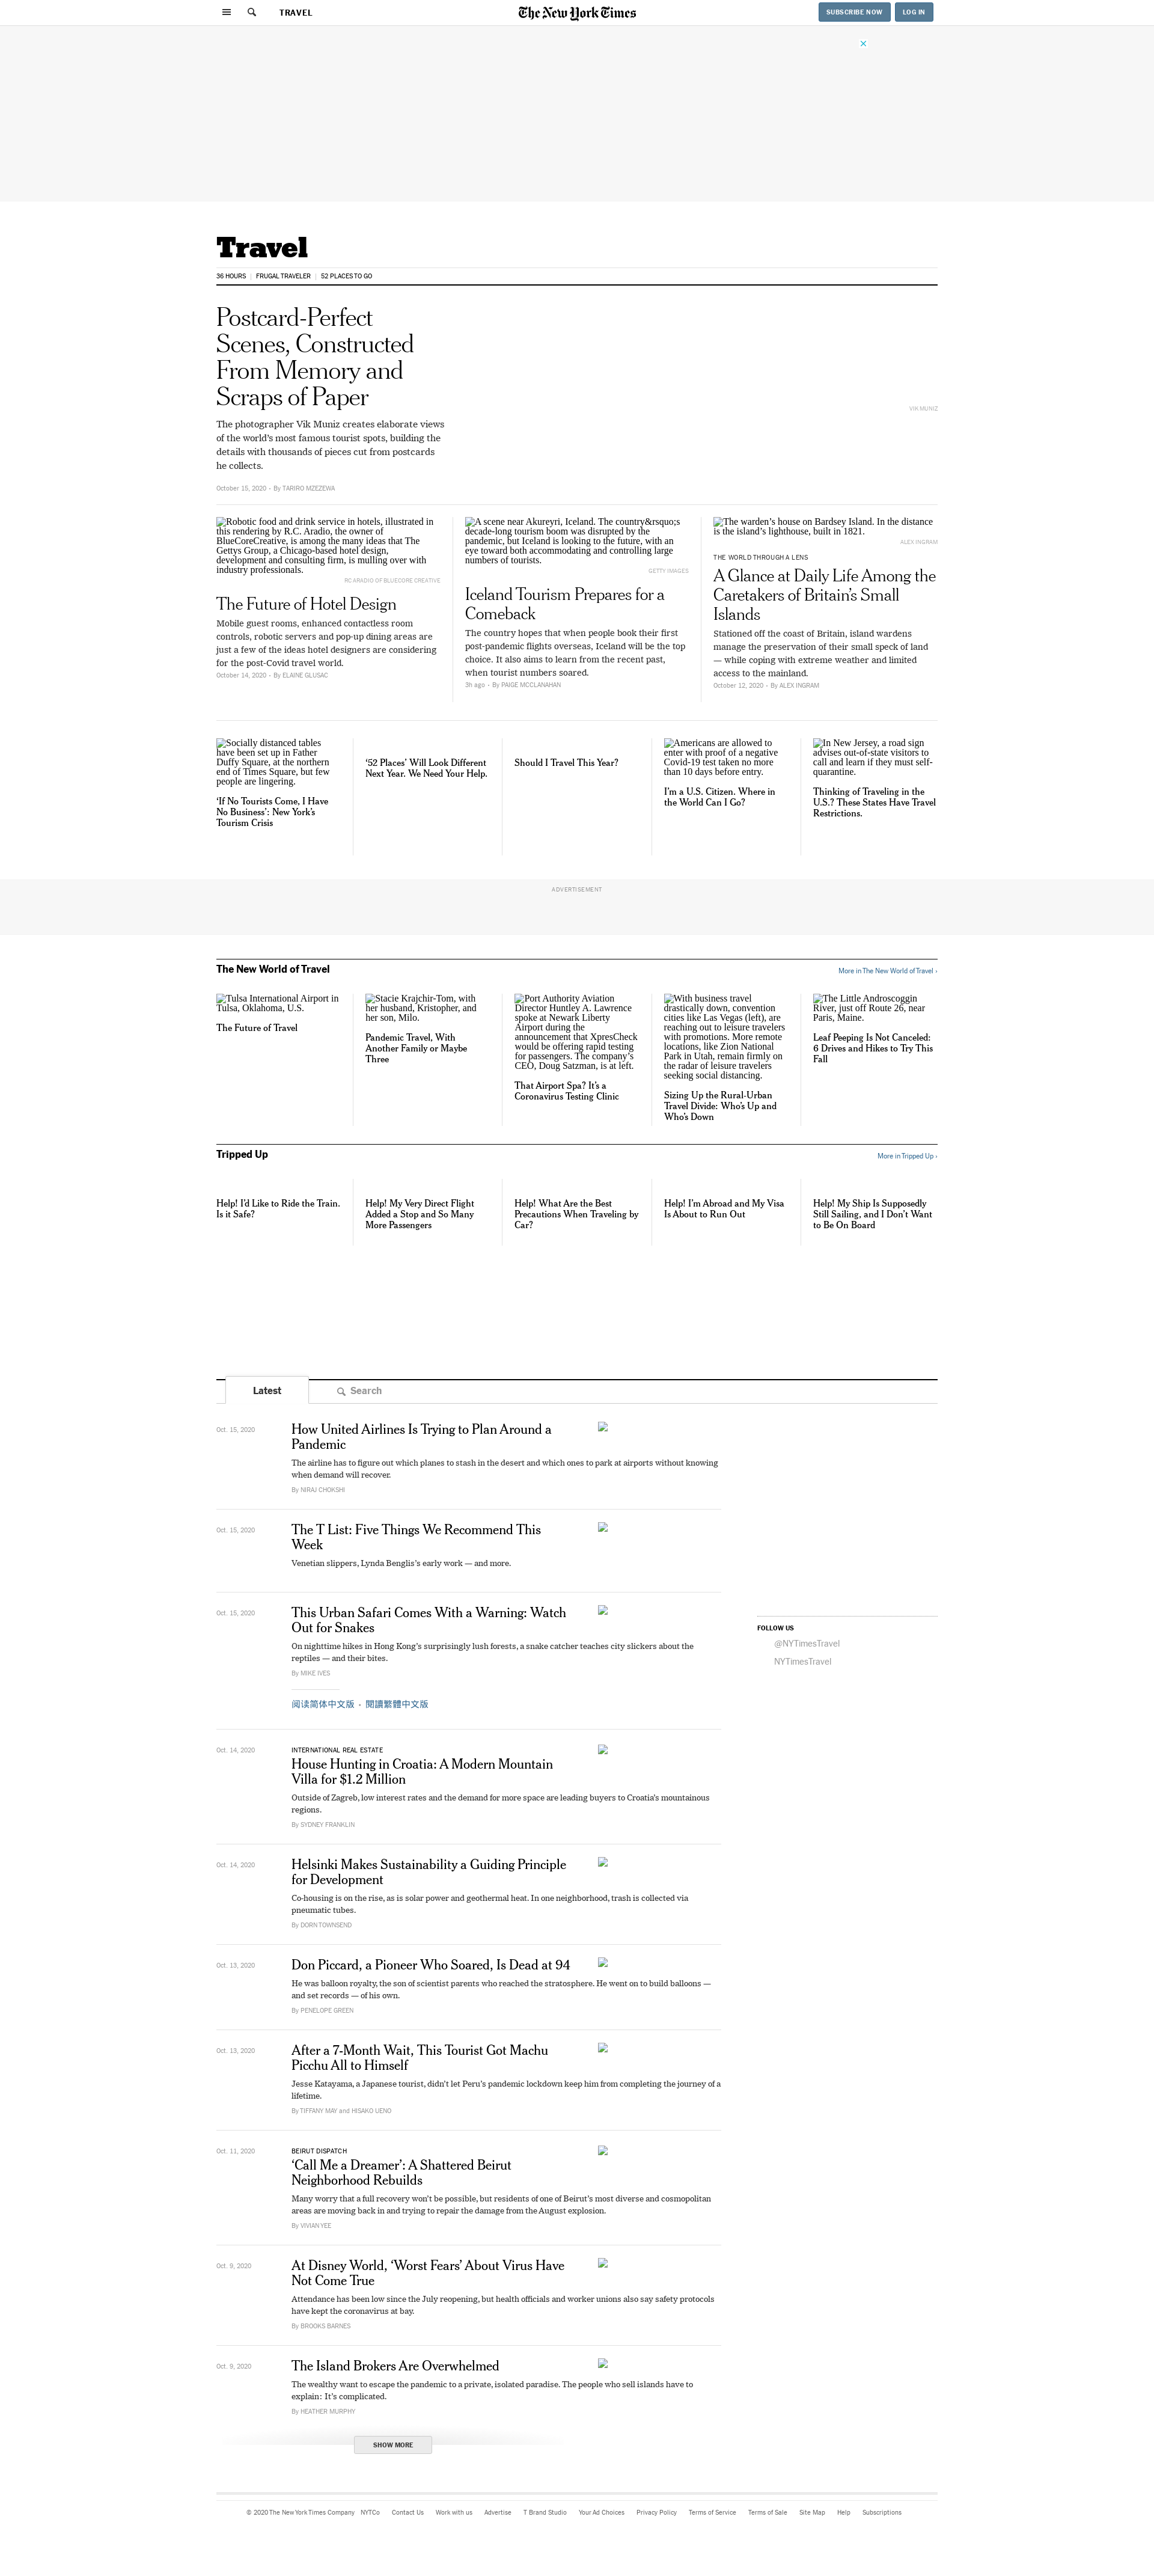 TRAVEL
The New York Times
SUBSCRIBE NOW
LOG IN
Travel
36 HOURS
FRUGAL TRAVELER
52 PLACES TO GO
Postcard-Perfect
Scenes, Constructed
From Memory and
Scraps of Paper
The photographer Vik Muniz creates elaborate views
of the world's most famous tourist spots, building the
details with thousands of pieces cut from postcards
he collects.
October 15, 2020 - By TARIRO MZEZEWA
VIK MUNIZ
Robotic food and drink service in hotels, illustrated in
this rendering by R.C. Aradio, the owner of
BlueCoreCreative, is among the many ideas that The
Gettys Group, a Chicago-based hotel design,
development and consulting firm, is mulling over with
industry professionals.
RC ARADIO OF BLUECORE CREATIVE
The Future of Hotel Design
Mobile guest rooms, enhanced contactless room
controls, robotic servers and pop-up dining areas are
just a few of the ideas hotel designers are considering
for the post-Covid travel world.
October 14, 2020 - By ELAINE GLUSAC
A scene near Akureyri, Iceland. The country&rsquo;s
decade-long tourism boom was disrupted by the
pandemic, but Iceland is looking to the future, with an
eye toward both accommodating and controlling large
numbers of tourists.
GETTY IMAGES
Iceland Tourism Prepares for a
Comeback
The country hopes that when people book their first
post-pandemic flights overseas, Iceland will be the top
choice. It also aims to learn from the recent past,
when tourist numbers soared.
3h ago - By PAIGE MCCLANAHAN
The warden's house on Bardsey Island. In the distance
is the island's lighthouse, built in 1821.
ALEX INGRAM
THE WORLD THROUGH A LENS
A Glance at Daily Life Among the
Caretakers of Britain's Small
Islands
Stationed off the coast of Britain, island wardens
manage the preservation of their small speck of land
— while coping with extreme weather and limited
access to the mainland.
October 12, 2020 - By ALEX INGRAM
Socially distanced tables
have been set up in Father
Duffy Square, at the northern
end of Times Square, but few
people are lingering.
'If No Tourists Come, I Have
No Business': New York's
Tourism Crisis
'52 Places' Will Look Different
Next Year. We Need Your Help.
Should I Travel This Year?
Americans are allowed to
enter with proof of a negative
Covid-19 test taken no more
than 10 days before entry.
I'm a U.S. Citizen. Where in
the World Can I Go?
In New Jersey, a road sign
advises out-of-state visitors to
call and learn if they must self-
quarantine.
Thinking of Traveling in the
U.S.? These States Have Travel
Restrictions.
ADVERTISEMENT
The New World of Travel
More in The New World of Travel ›
Tulsa International Airport in
Tulsa, Oklahoma, U.S.
The Future of Travel
Stacie Krajchir-Tom, with
her husband, Kristopher, and
her son, Milo.
Pandemic Travel, With
Another Family or Maybe
Three
Port Authority Aviation
Director Huntley A. Lawrence
spoke at Newark Liberty
Airport during the
announcement that XpresCheck
would be offering rapid testing
for passengers. The company's
CEO, Doug Satzman, is at left.
That Airport Spa? It's a
Coronavirus Testing Clinic
With business travel
drastically down, convention
cities like Las Vegas (left), are
reaching out to leisure travelers
with promotions. More remote
locations, like Zion National
Park in Utah, remain firmly on
the radar of leisure travelers
seeking social distancing.
Sizing Up the Rural-Urban
Travel Divide: Who's Up and
Who's Down
The Little Androscoggin
River, just off Route 26, near
Paris, Maine.
Leaf Peeping Is Not Canceled:
6 Drives and Hikes to Try This
Fall
Tripped Up
More in Tripped Up ›
Help! I'd Like to Ride the Train.
Is it Safe?
Help! My Very Direct Flight
Added a Stop and So Many
More Passengers
Help! What Are the Best
Precautions When Traveling by
Car?
Help! I'm Abroad and My Visa
Is About to Run Out
Help! My Ship Is Supposedly
Still Sailing, and I Don't Want
to Be On Board
Latest
Search
Oct. 15, 2020
How United Airlines Is Trying to Plan Around a
Pandemic
The airline has to figure out which planes to stash in the desert and which ones to park at airports without knowing
when demand will recover.
By NIRAJ CHOKSHI
Oct. 15, 2020
The T List: Five Things We Recommend This
Week
Venetian slippers, Lynda Benglis's early work — and more.
Oct. 15, 2020
This Urban Safari Comes With a Warning: Watch
Out for Snakes
On nighttime hikes in Hong Kong's surprisingly lush forests, a snake catcher teaches city slickers about the
reptiles — and their bites.
By MIKE IVES
阅读简体中文版 · 閱讀繁體中文版
FOLLOW US
@NYTimesTravel
NYTimesTravel
Oct. 14, 2020
INTERNATIONAL REAL ESTATE
House Hunting in Croatia: A Modern Mountain
Villa for $1.2 Million
Outside of Zagreb, low interest rates and the demand for more space are leading buyers to Croatia's mountainous
regions.
By SYDNEY FRANKLIN
Oct. 14, 2020
Helsinki Makes Sustainability a Guiding Principle
for Development
Co-housing is on the rise, as is solar power and geothermal heat. In one neighborhood, trash is collected via
pneumatic tubes.
By DORN TOWNSEND
Oct. 13, 2020
Don Piccard, a Pioneer Who Soared, Is Dead at 94
He was balloon royalty, the son of scientist parents who reached the stratosphere. He went on to build balloons —
and set records — of his own.
By PENELOPE GREEN
Oct. 13, 2020
After a 7-Month Wait, This Tourist Got Machu
Picchu All to Himself
Jesse Katayama, a Japanese tourist, didn't let Peru's pandemic lockdown keep him from completing the journey of a
lifetime.
By TIFFANY MAY and HISAKO UENO
Oct. 11, 2020
BEIRUT DISPATCH
'Call Me a Dreamer': A Shattered Beirut
Neighborhood Rebuilds
Many worry that a full recovery won't be possible, but residents of one of Beirut's most diverse and cosmopolitan
areas are moving back in and trying to repair the damage from the August explosion.
By VIVIAN YEE
Oct. 9, 2020
At Disney World, 'Worst Fears' About Virus Have
Not Come True
Attendance has been low since the July reopening, but health officials and worker unions also say safety protocols
have kept the coronavirus at bay.
By BROOKS BARNES
Oct. 9, 2020
The Island Brokers Are Overwhelmed
The wealthy want to escape the pandemic to a private, isolated paradise. The people who sell islands have to
explain: It's complicated.
By HEATHER MURPHY
SHOW MORE
© 2020 The New York Times Company NYTCo Contact Us Work with us Advertise T Brand Studio Your Ad Choices Privacy Policy Terms of Service Terms of Sale Site Map Help Subscriptions